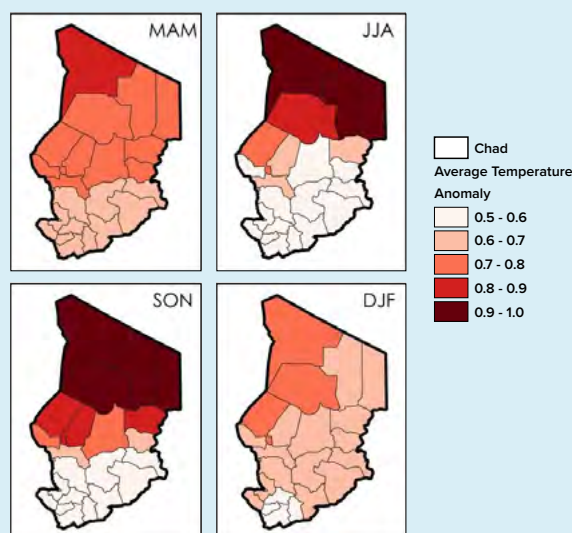 MAM
JJA
SON
DJF
Chad
Average Temperature
Anomaly
0.5 - 0.6
0.6 - 0.7
0.7 - 0.8
0.8 - 0.9
0.9 - 1.0